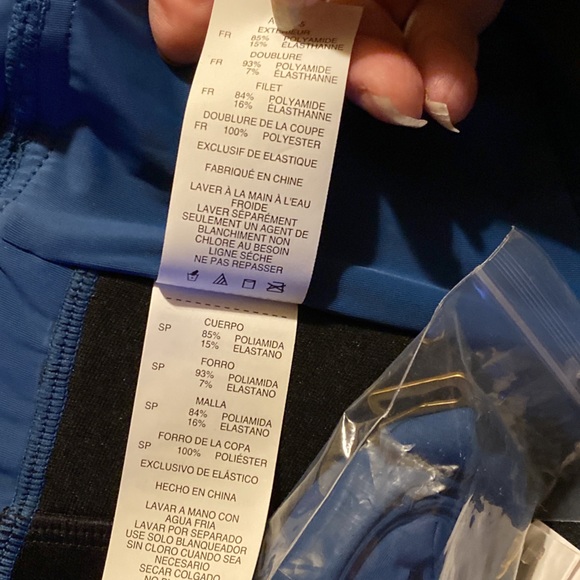 EXTERIEUR
FR 85% POLYAMIDE
15% ÉLASTHANNE
DOUBLURE
FR 93% POLYAMIDE
7% ÉLASTHANNE
FILET
FR 84% POLYAMIDE
16% ÉLASTHANNE
DOUBLURE DE LA COUPE
FR 100% POLYESTER
EXCLUSIF DE ELASTIQUE
FABRIQUÉ EN CHINE
LAVER À LA MAIN À L'EAU
FROIDE
LAVER SÉPARÉMENT
SEULEMENT UN AGENT DE
BLANCHIMENT NON
CHLORE AU BESOIN
LIGNE SÉCHE
NE PAS REPASSER
CUERPO
SP 85% POLIAMIDA
15% ELASTANO
FORRO
SP 93% POLIAMIDA
7% ELASTANO
MALLA
SP 84% POLIAMIDA
16% ELASTANO
FORRO DE LA COPA
SP 100% POLIÉSTER
EXCLUSIVO DE ELÁSTICO
HECHO EN CHINA
LAVAR A MANO CON
AGUA FRIA
LAVAR POR SEPARADO
USE SOLO BLANQUEADOR
SIN CLORO CUANDO SEA
NECESARIO
SECAR COLGADO